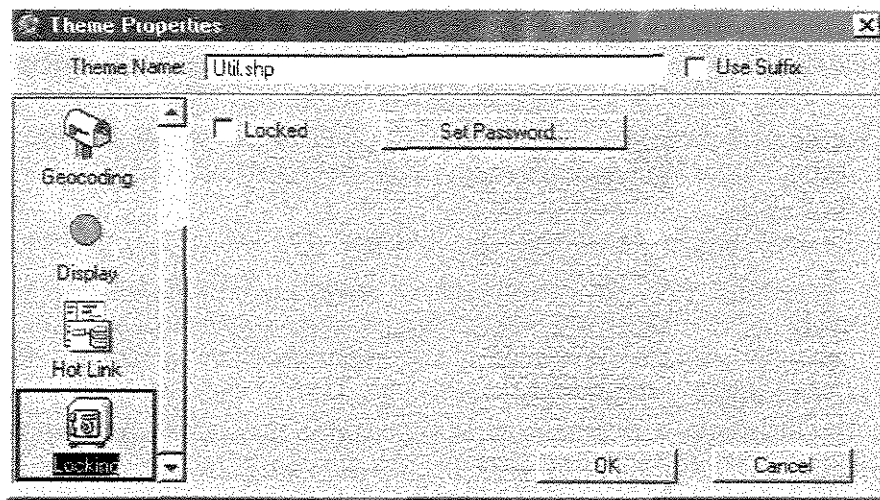 Theme Properties
Theme Name: Util.shp
Use Suffix
Geocoding
Display
Hot Link
Locking
Locked
Set Password...
OK
Cancel